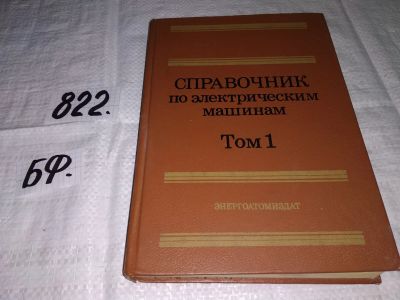 822.
БФ.
СПРАВОЧНИК
по электрическим
машинам
Том 1
ЭНЕРГОАТОМИЗДАТ